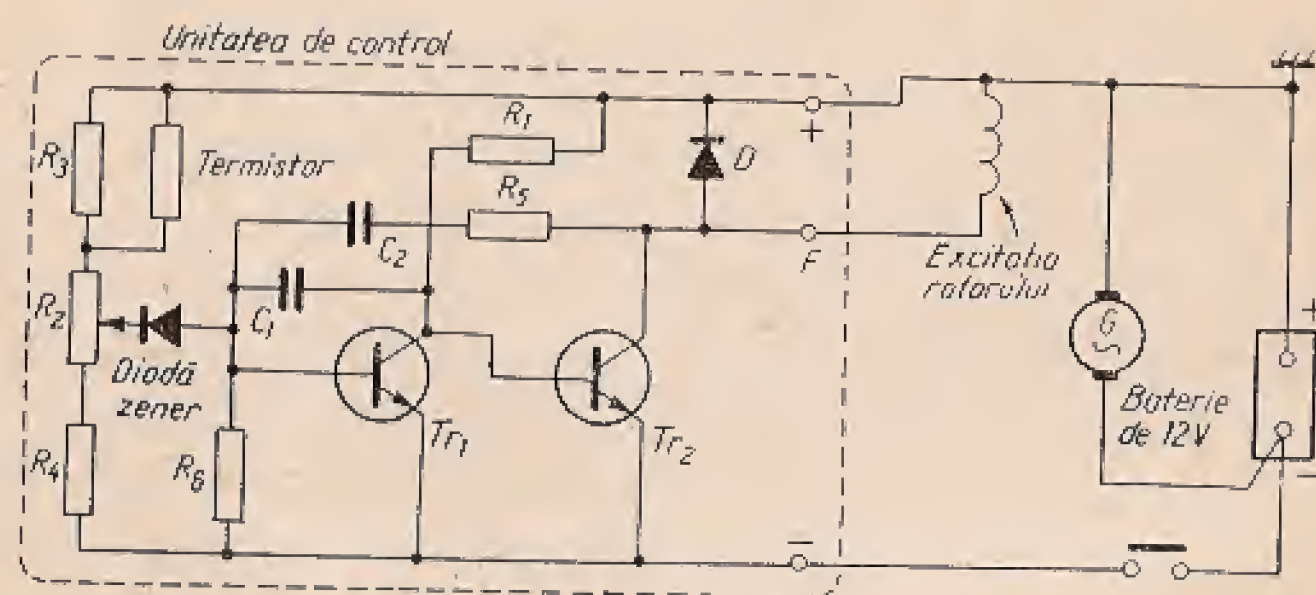 Unitatea de control
R3
Termistor
R1
D
+
R5
C2
F
Excitația
rotorului
R2
C1
G
+
Diodă
zener
Baterie
de 12V
Tr1
Tr2
R4
R6
−
−